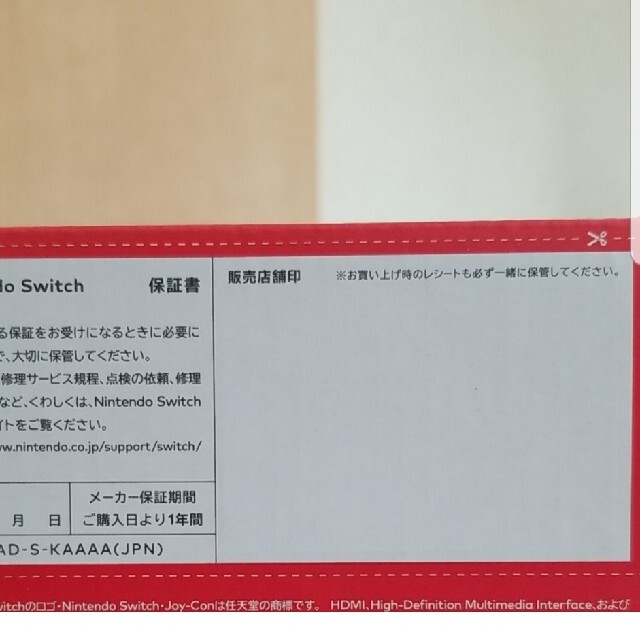 do Switch 保証書
る保証をお受けになるときに必要に
で、大切に保管してください。
修理サービス規程、点検の依頼、修理
など、くわしくは、Nintendo Switch
イトをご覧ください。
ww.nintendo.co.jp/support/switch/
月 日
メーカー保証期間
ご購入日より1年間
AD-S-KAAAA(JPN)
販売店舗印 ※お買い上げ時のレシートも必ず一緒に保管してください。
witchのロゴ・Nintendo Switch・Joy-Conは任天堂の商標です。 HDMI、High-Definition Multimedia Interface、および